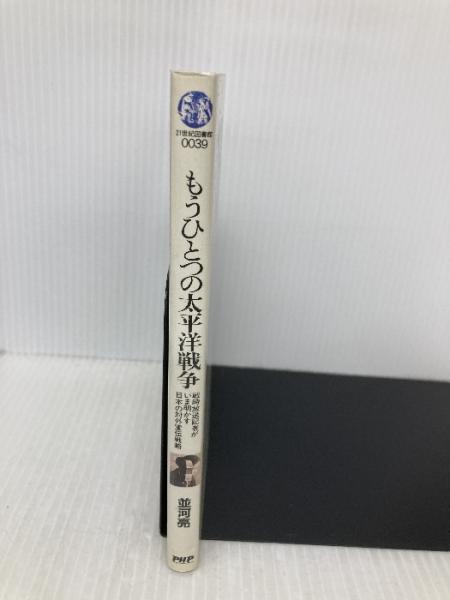 21世紀図書館
0039
もうひとつの太平洋戦争
戦時放送記者が
いま明かす
日本の対外宣伝戦略
並河亮
PHP